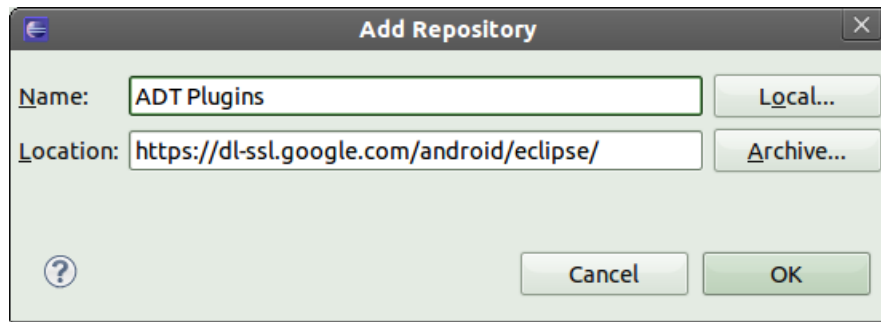 Add Repository
Name: ADT Plugins Local...
Location: https://dl-ssl.google.com/android/eclipse/ Archive...
? Cancel OK